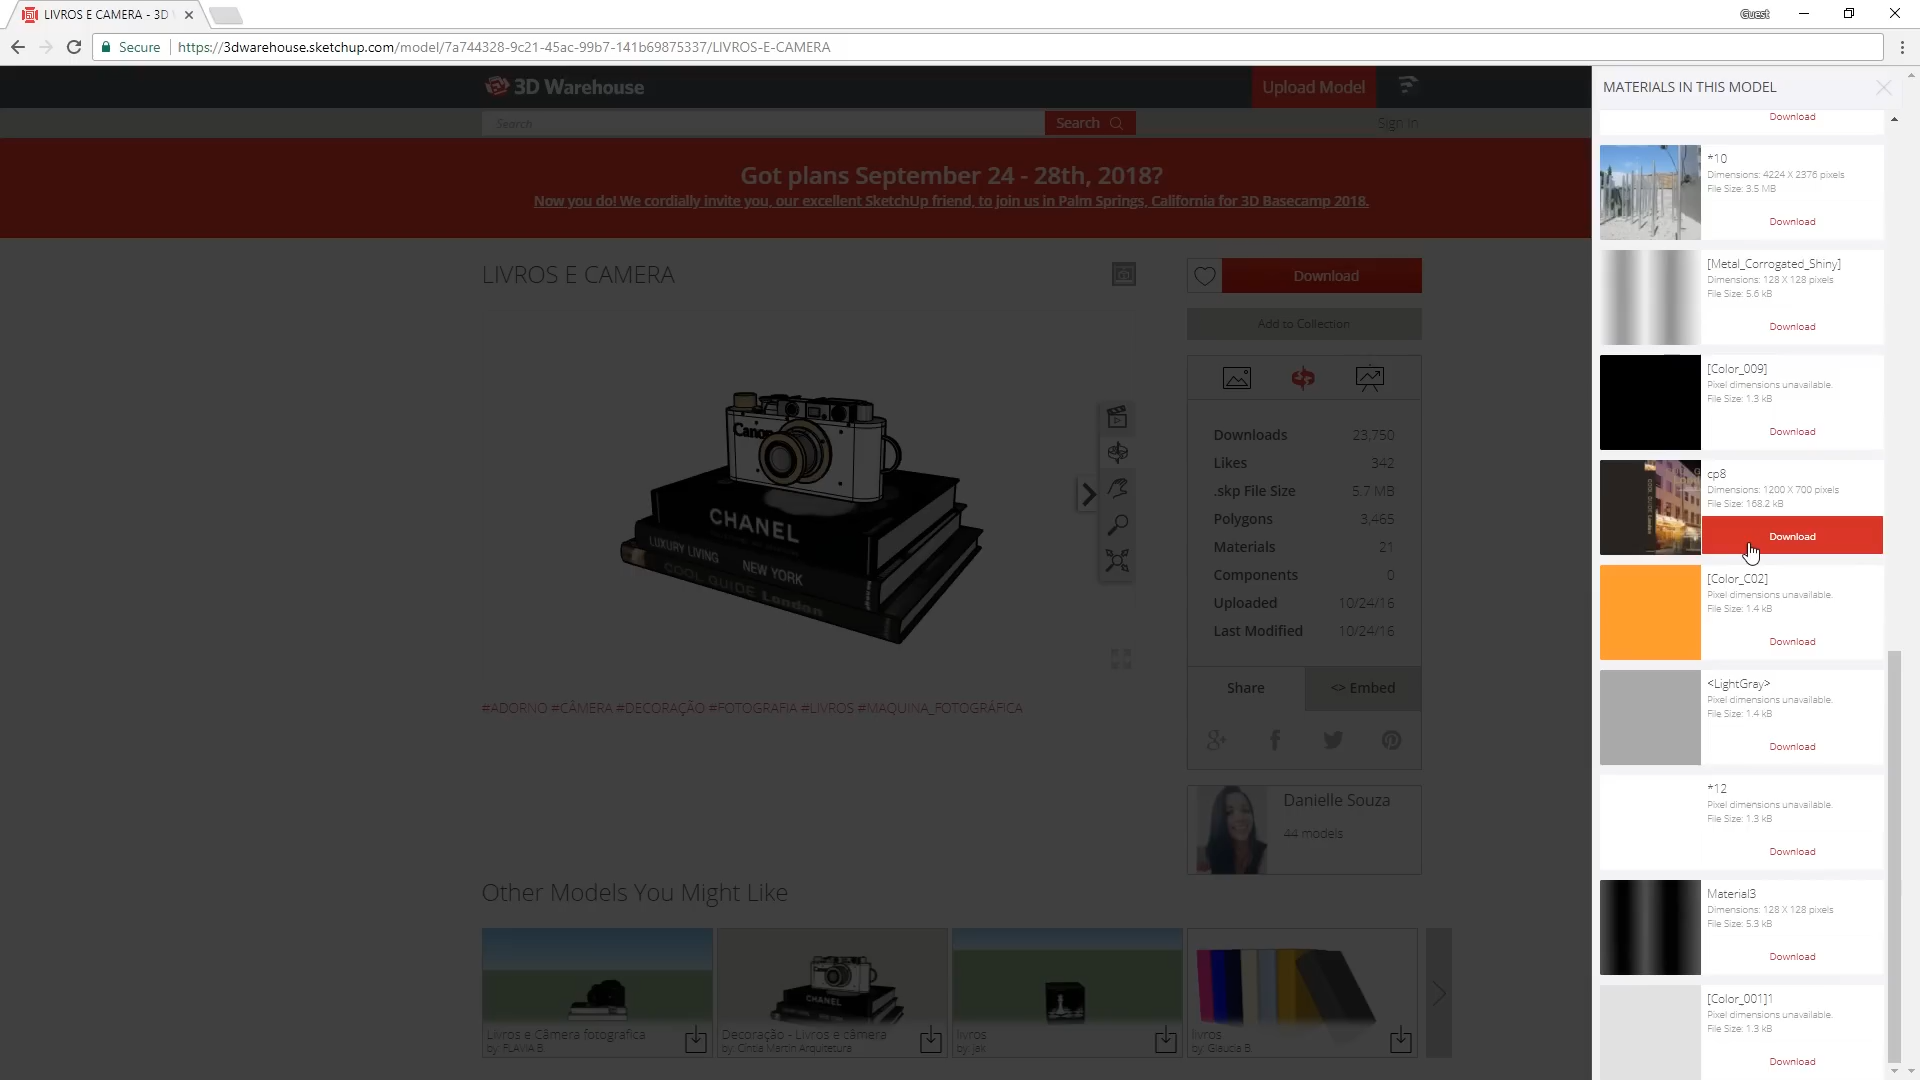 LIVROS E CAMERA - 3D
Guest
Secure
https://3dwarehouse.sketchup.com/model/7a744328-9c21-45ac-99b7-141b69875337/LIVROS-E-CAMERA
3D Warehouse
Upload Model
Search
Search
Sign In
Got plans September 24 - 28th, 2018?
Now you do! We cordially invite you, our excellent SketchUp friend, to join us in Palm Springs, California for 3D Basecamp 2018.
LIVROS E CAMERA
Download
Add to Collection
Canon
CHANEL
LUXURY LIVING NEW YORK
COOL GUIDE London
Downloads 23,750
Likes 342
.skp File Size 5.7 MB
Polygons 3,465
Materials 21
Components 0
Uploaded 10/24/16
Last Modified 10/24/16
Share
<> Embed
#ADORNO #CÂMERA #DECORAÇÃO #FOTOGRAFIA #LIVROS #MAQUINA_FOTOGRÁFICA
Danielle Souza
44 models
Other Models You Might Like
Livros e Câmera fotografica
by: FLAVIA B.
Decoração - Livros e câmera
by: Cintia Martin Arquitetura
livros
by: jak
livros
by: Glaucia B.
MATERIALS IN THIS MODEL
Download
*10
Dimensions: 4224 X 2376 pixels
File Size: 3.5 MB
Download
[Metal_Corrogated_Shiny]
Dimensions: 128 X 128 pixels
File Size: 5.6 kB
Download
[Color_009]
Pixel dimensions unavailable.
File Size: 1.3 kB
Download
cp8
Dimensions: 1200 X 700 pixels
File Size: 168.2 kB
Download
[Color_C02]
Pixel dimensions unavailable.
File Size: 1.4 kB
Download
<LightGray>
Pixel dimensions unavailable.
File Size: 1.4 kB
Download
*12
Pixel dimensions unavailable.
File Size: 1.3 kB
Download
Material3
Dimensions: 128 X 128 pixels
File Size: 5.3 kB
Download
[Color_001]1
Pixel dimensions unavailable.
File Size: 1.3 kB
Download